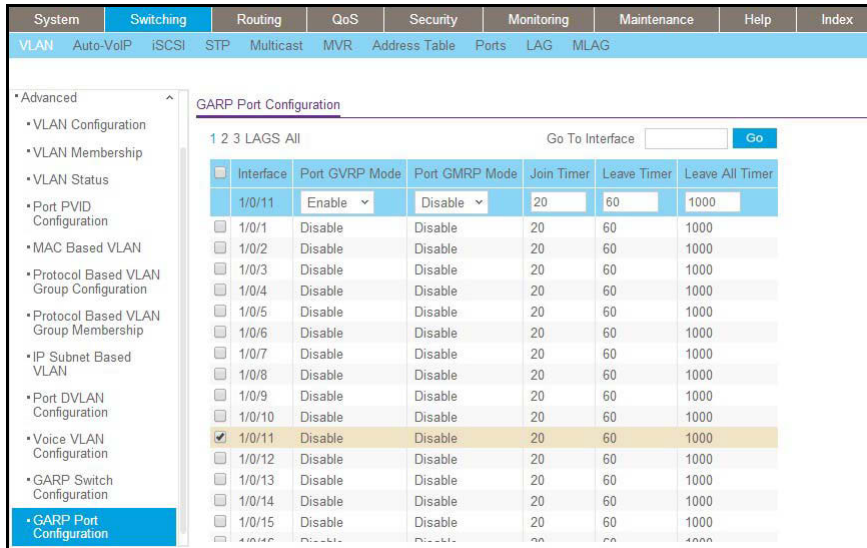 System Switching Routing QoS Security Monitoring Maintenance Help Index
VLAN Auto-VoIP iSCSI STP Multicast MVR Address Table Ports LAG MLAG
Advanced
VLAN Configuration
VLAN Membership
VLAN Status
Port PVID
Configuration
MAC Based VLAN
Protocol Based VLAN
Group Configuration
Protocol Based VLAN
Group Membership
IP Subnet Based
VLAN
Port DVLAN
Configuration
Voice VLAN
Configuration
GARP Switch
Configuration
GARP Port
Configuration
GARP Port Configuration
1 2 3 LAGS All Go To Interface Go
Interface Port GVRP Mode Port GMRP Mode Join Timer Leave Timer Leave All Timer
1/0/11 Enable Disable 20 60 1000
1/0/1 Disable Disable 20 60 1000
1/0/2 Disable Disable 20 60 1000
1/0/3 Disable Disable 20 60 1000
1/0/4 Disable Disable 20 60 1000
1/0/5 Disable Disable 20 60 1000
1/0/6 Disable Disable 20 60 1000
1/0/7 Disable Disable 20 60 1000
1/0/8 Disable Disable 20 60 1000
1/0/9 Disable Disable 20 60 1000
1/0/10 Disable Disable 20 60 1000
1/0/11 Disable Disable 20 60 1000
1/0/12 Disable Disable 20 60 1000
1/0/13 Disable Disable 20 60 1000
1/0/14 Disable Disable 20 60 1000
1/0/15 Disable Disable 20 60 1000